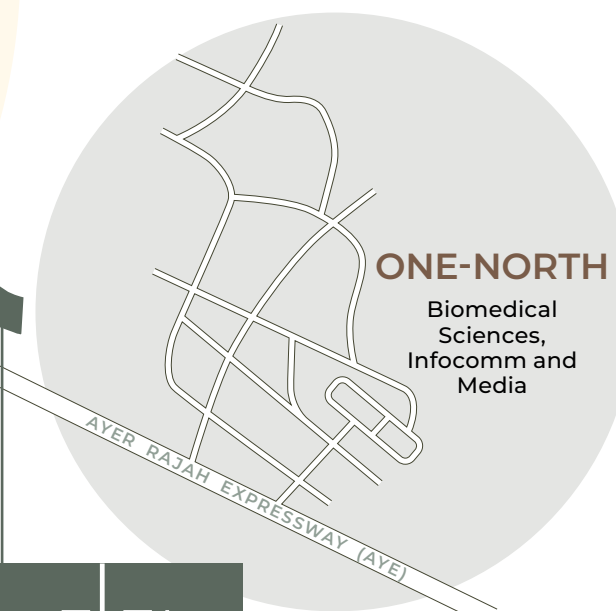 ONE-NORTH
Biomedical
Sciences,
Infocomm and
Media
AYER RAJAH EXPRESSWAY (AYE)